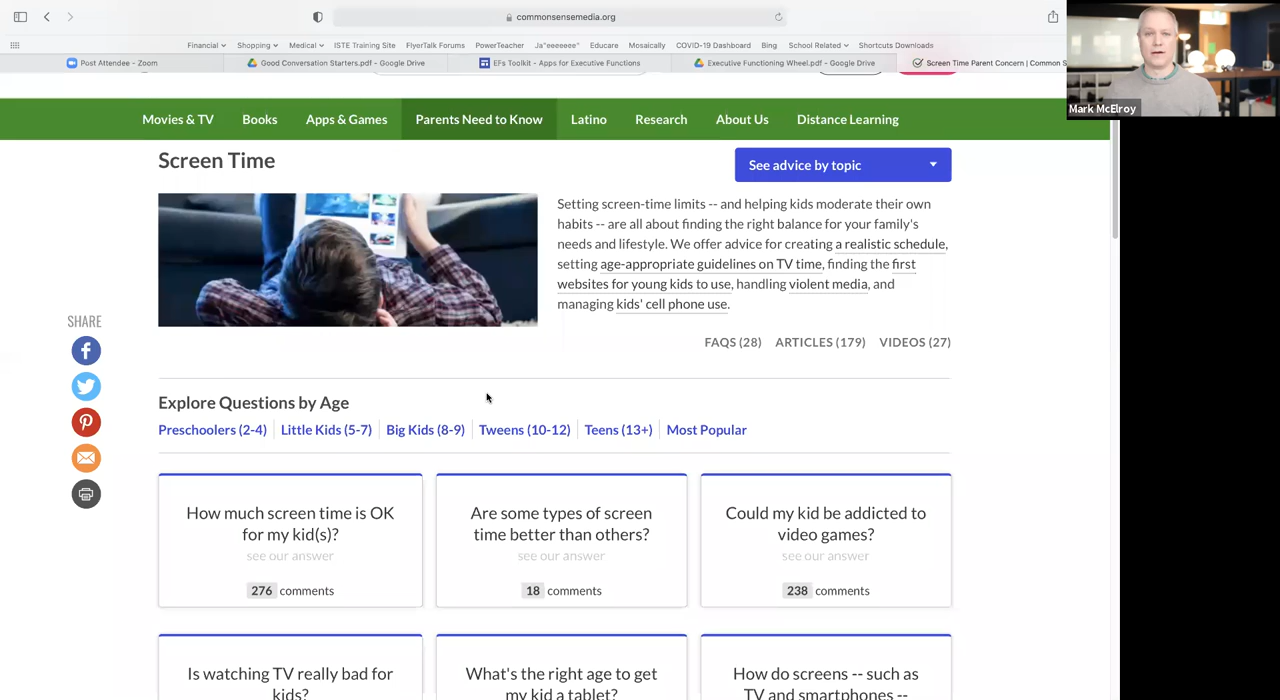 commonsensemedia.org
Financial Shopping Medical ISTE Training Site FlyerTalk Forums PowerTeacher Ja"eeeeeee" Educare Mosaically COVID-19 Dashboard Bing School Related Shortcuts Downloads
Post Attendee - Zoom Good Conversation Starters.pdf - Google Drive EFs Toolkit - Apps for Executive Functions Executive Functioning Wheel.pdf - Google Drive Screen Time Parent Concern | Common S
Mark McElroy
Movies & TV Books Apps & Games Parents Need to Know Latino Research About Us Distance Learning
Screen Time
See advice by topic
Setting screen-time limits -- and helping kids moderate their own
habits -- are all about finding the right balance for your family's
needs and lifestyle. We offer advice for creating a realistic schedule,
setting age-appropriate guidelines on TV time, finding the first
websites for young kids to use, handling violent media, and
managing kids' cell phone use.
FAQS (28) ARTICLES (179) VIDEOS (27)
SHARE
Explore Questions by Age
Preschoolers (2-4) Little Kids (5-7) Big Kids (8-9) Tweens (10-12) Teens (13+) Most Popular
How much screen time is OK
for my kid(s)?
see our answer
276 comments
Are some types of screen
time better than others?
see our answer
18 comments
Could my kid be addicted to
video games?
see our answer
238 comments
Is watching TV really bad for
kids?
What's the right age to get
my kid a tablet?
How do screens -- such as
TV and smartphones --